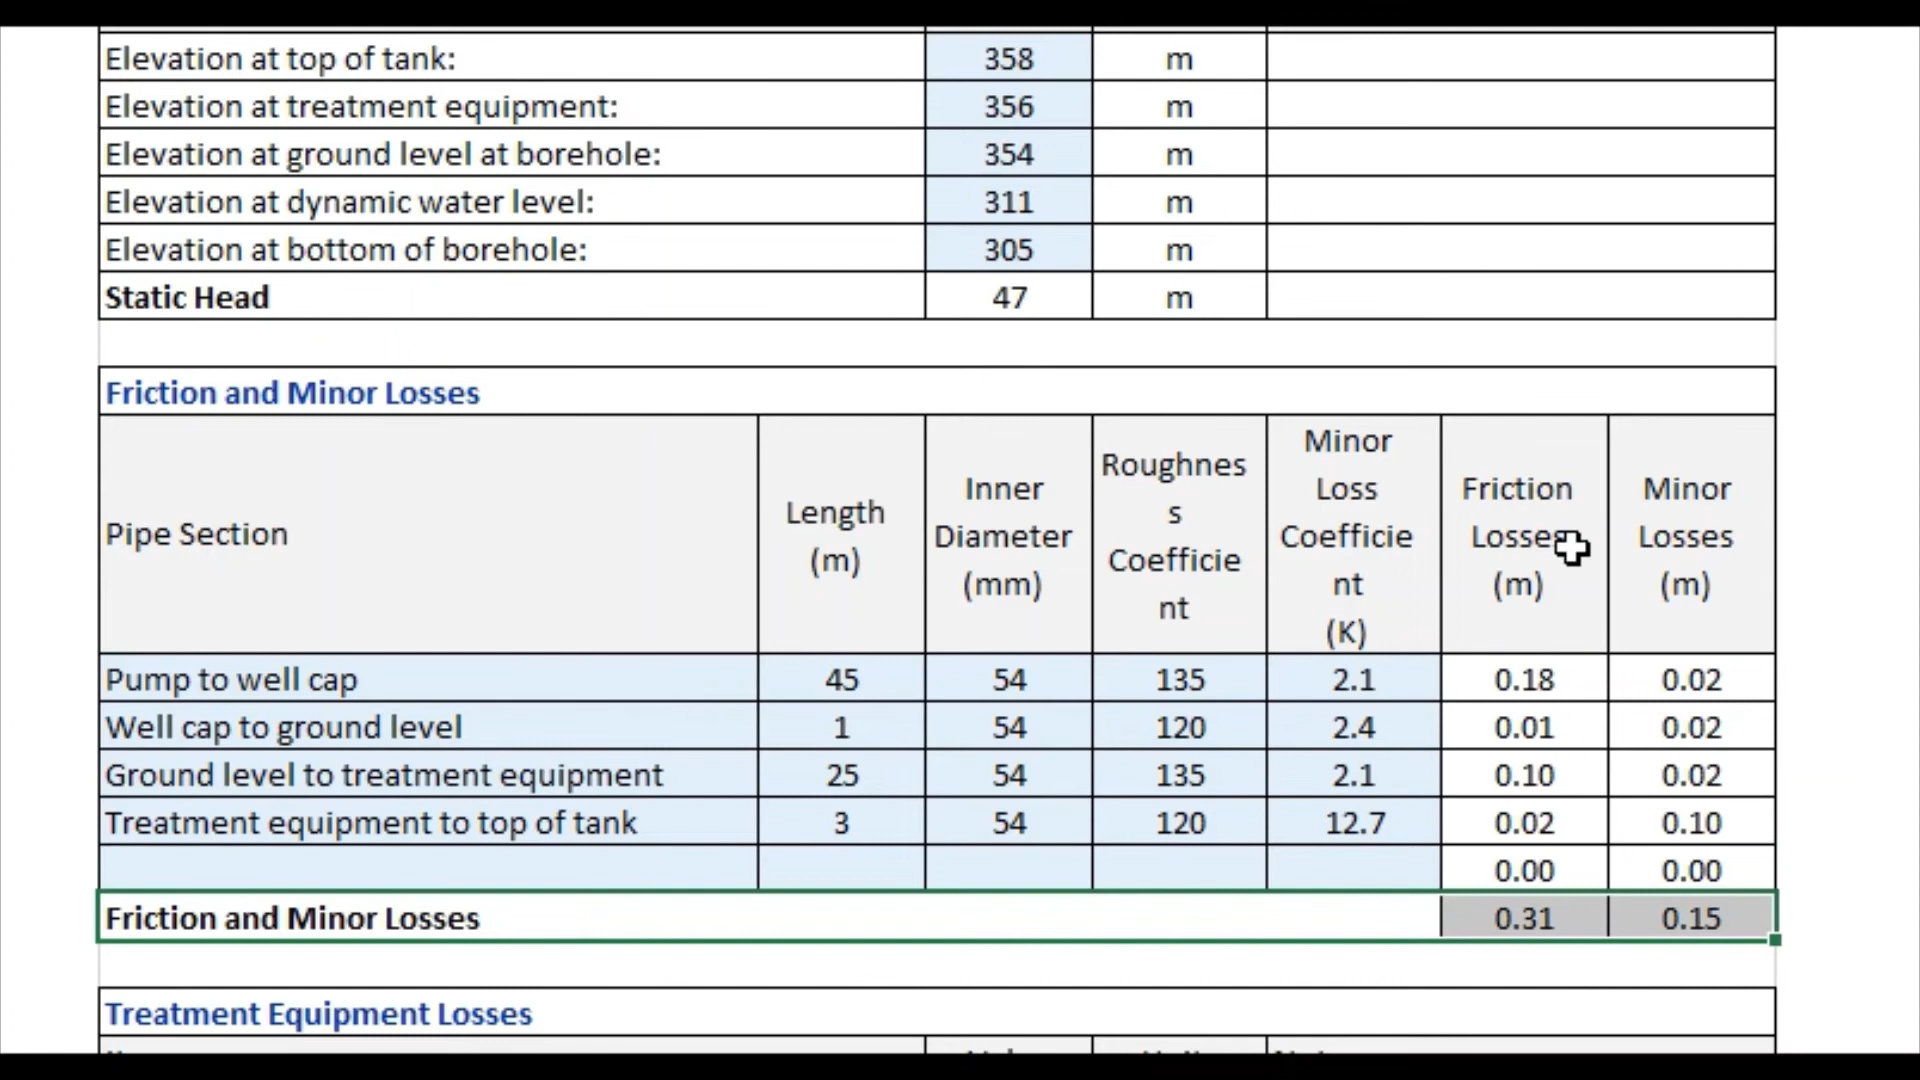 Elevation at top of tank: 358 m
Elevation at treatment equipment: 356 m
Elevation at ground level at borehole: 354 m
Elevation at dynamic water level: 311 m
Elevation at bottom of borehole: 305 m
Static Head 47 m
Friction and Minor Losses
Pipe Section
Length
(m)
Inner
Diameter
(mm)
Roughnes
s
Coefficie
nt
Minor
Loss
Coefficie
nt
(K)
Friction
Losses
(m)
Minor
Losses
(m)
Pump to well cap 45 54 135 2.1 0.18 0.02
Well cap to ground level 1 54 120 2.4 0.01 0.02
Ground level to treatment equipment 25 54 135 2.1 0.10 0.02
Treatment equipment to top of tank 3 54 120 12.7 0.02 0.10
0.00 0.00
Friction and Minor Losses 0.31 0.15
Treatment Equipment Losses